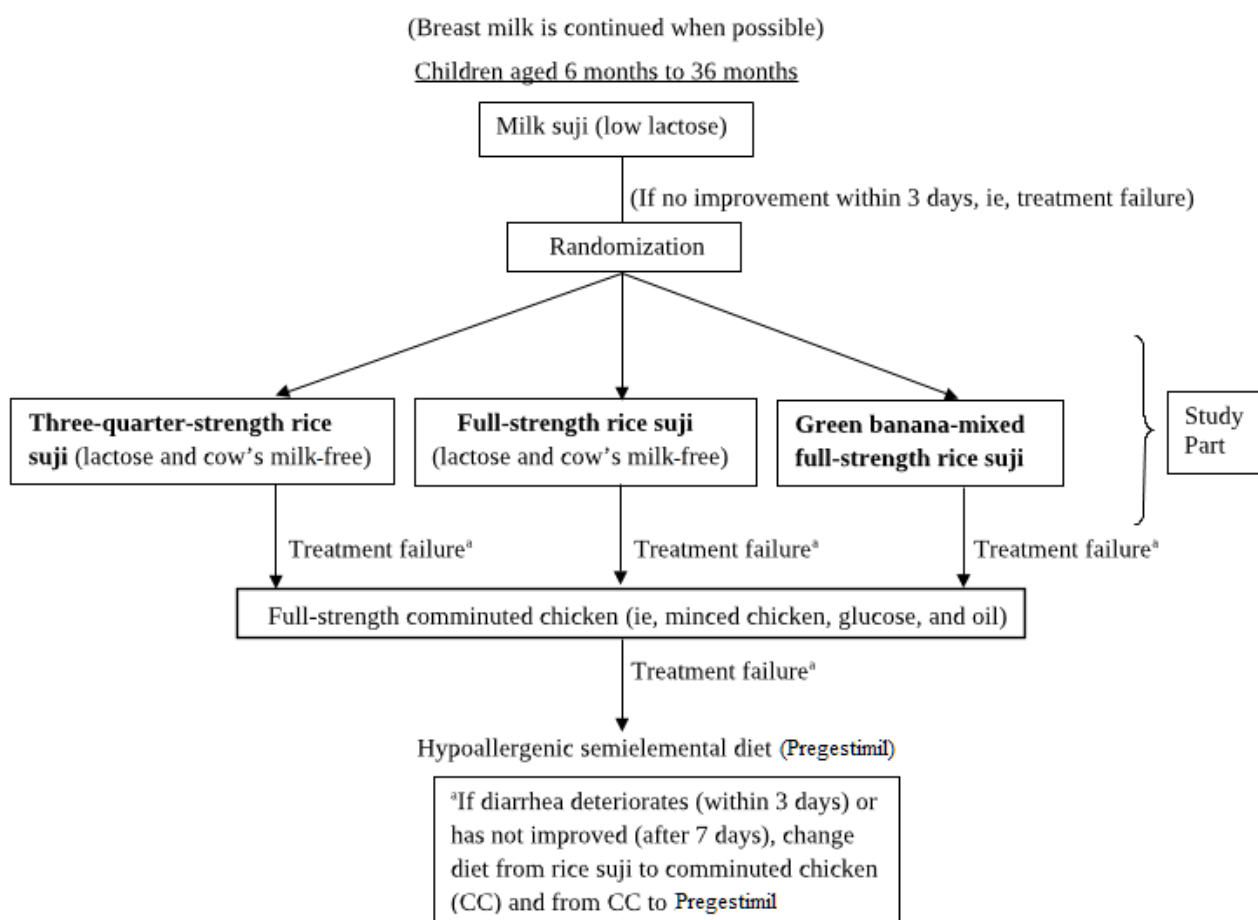 (Breast milk is continued when possible)
Children aged 6 months to 36 months
Milk suji (low lactose)
(If no improvement within 3 days, ie, treatment failure)
Randomization
Three-quarter-strength rice
suji (lactose and cow’s milk-free)
Full-strength rice suji
(lactose and cow’s milk-free)
Green banana-mixed
full-strength rice suji
Study
Part
Treatment failureᵃ
Treatment failureᵃ
Treatment failureᵃ
Full-strength comminuted chicken (ie, minced chicken, glucose, and oil)
Treatment failureᵃ
Hypoallergenic semielemental diet (Pregestimil)
ᵃIf diarrhea deteriorates (within 3 days) or
has not improved (after 7 days), change
diet from rice suji to comminuted chicken
(CC) and from CC to Pregestimil